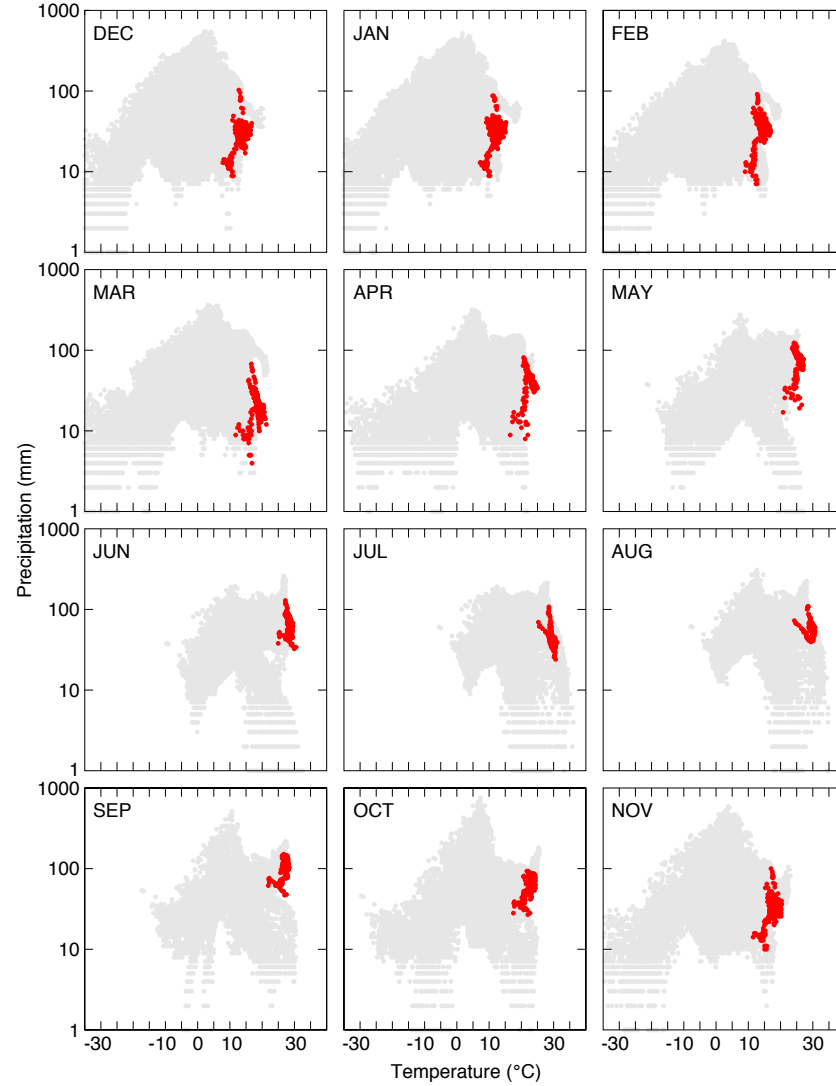 1000
DEC
JAN
FEB
100
10
1
1000
MAR
APR
MAY
100
10
1
Precipitation (mm)
1000
JUN
JUL
AUG
100
10
1
1000
SEP
OCT
NOV
100
10
1
-30 -10 0 10 30 -30 -10 0 10 30 -30 -10 0 10 30
Temperature (°C)